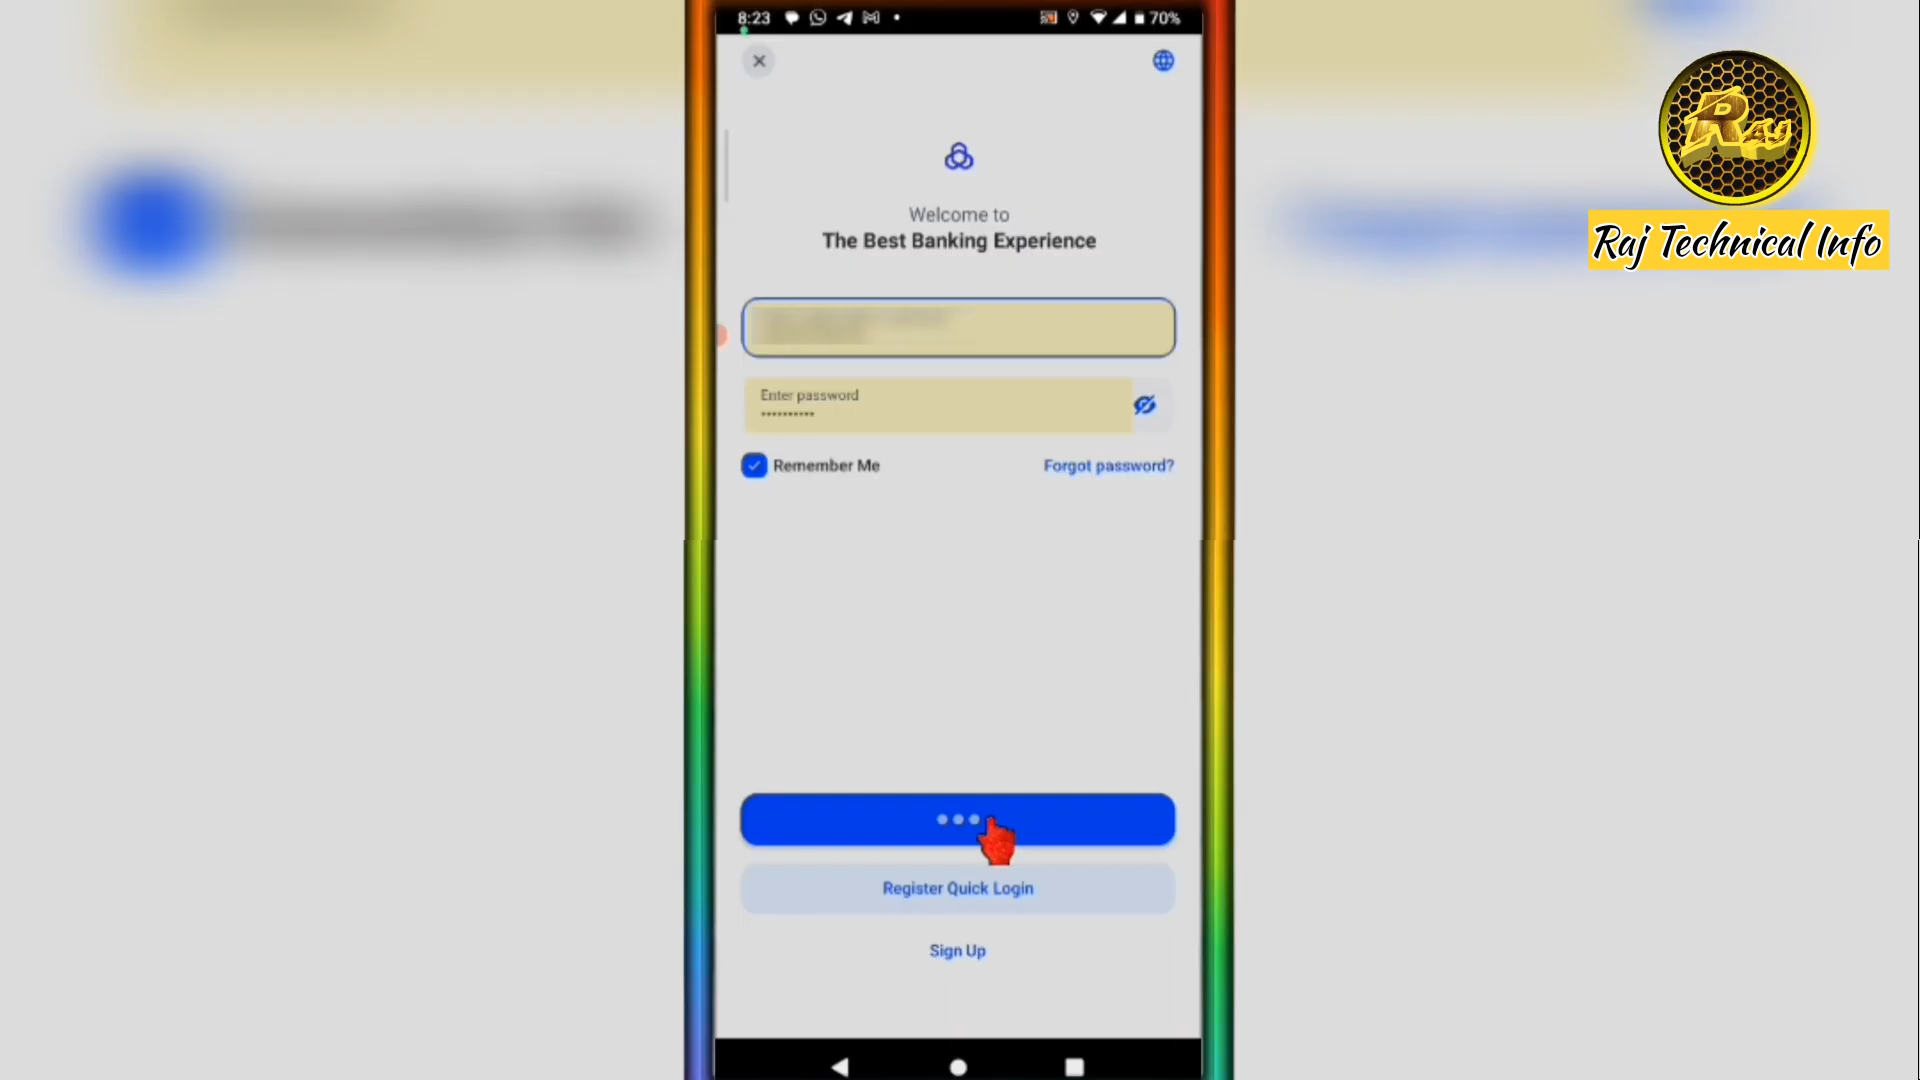 8:23
70%
Raj
Raj Technical Info
Welcome to
The Best Banking Experience
Enter password
••••••••••
Remember Me
Forgot password?
Register Quick Login
Sign Up